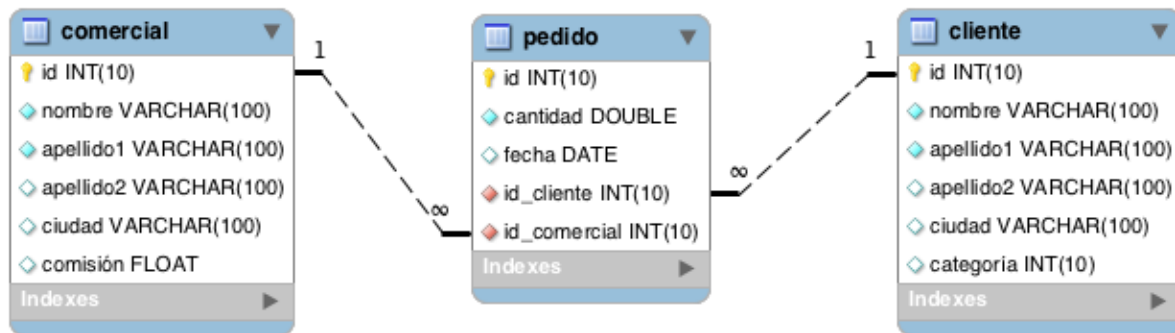 comercial
id INT(10)
nombre VARCHAR(100)
apellido1 VARCHAR(100)
apellido2 VARCHAR(100)
ciudad VARCHAR(100)
comisión FLOAT
Indexes
1
∞
pedido
id INT(10)
cantidad DOUBLE
fecha DATE
id_cliente INT(10)
id_comercial INT(10)
Indexes
∞
1
cliente
id INT(10)
nombre VARCHAR(100)
apellido1 VARCHAR(100)
apellido2 VARCHAR(100)
ciudad VARCHAR(100)
categoría INT(10)
Indexes